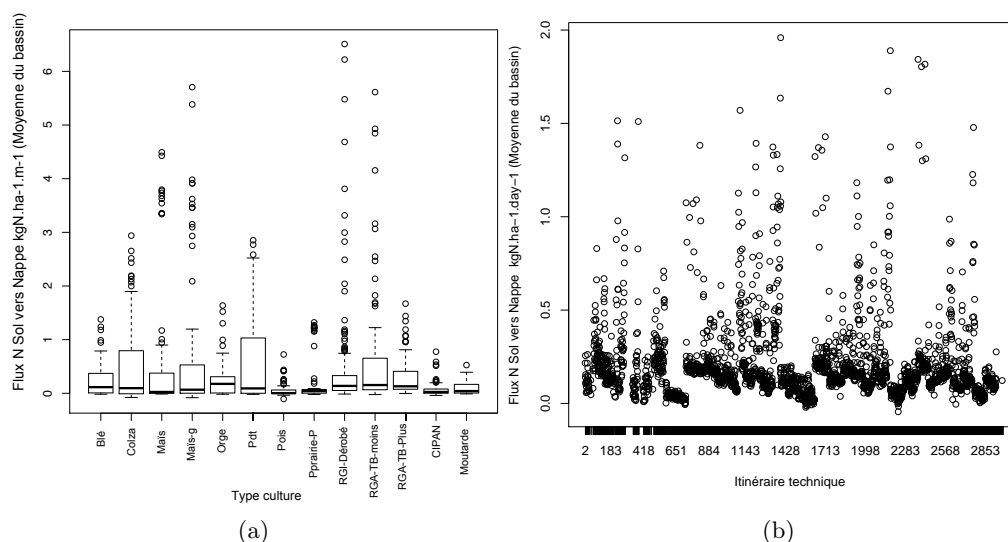 Flux N Sol vers Nappe kgN.ha-1.m-1 (Moyenne du bassin)
6
5
4
3
2
1
0
Blé
Colza
Maïs
Maïs-g
Orge
Pdt
Pois
Pprairie-P
RGI-Dérobé
RGA-TB-moins
RGA-TB-Plus
CIPAN
Moutarde
Type culture
(a)
Flux N Sol vers Nappe kgN.ha−1.day−1 (Moyenne du bassin)
2.0
1.5
1.0
0.5
0.0
2 183 418 651 884 1143 1428 1713 1998 2283 2568 2853
Itinéraire technique
(b)